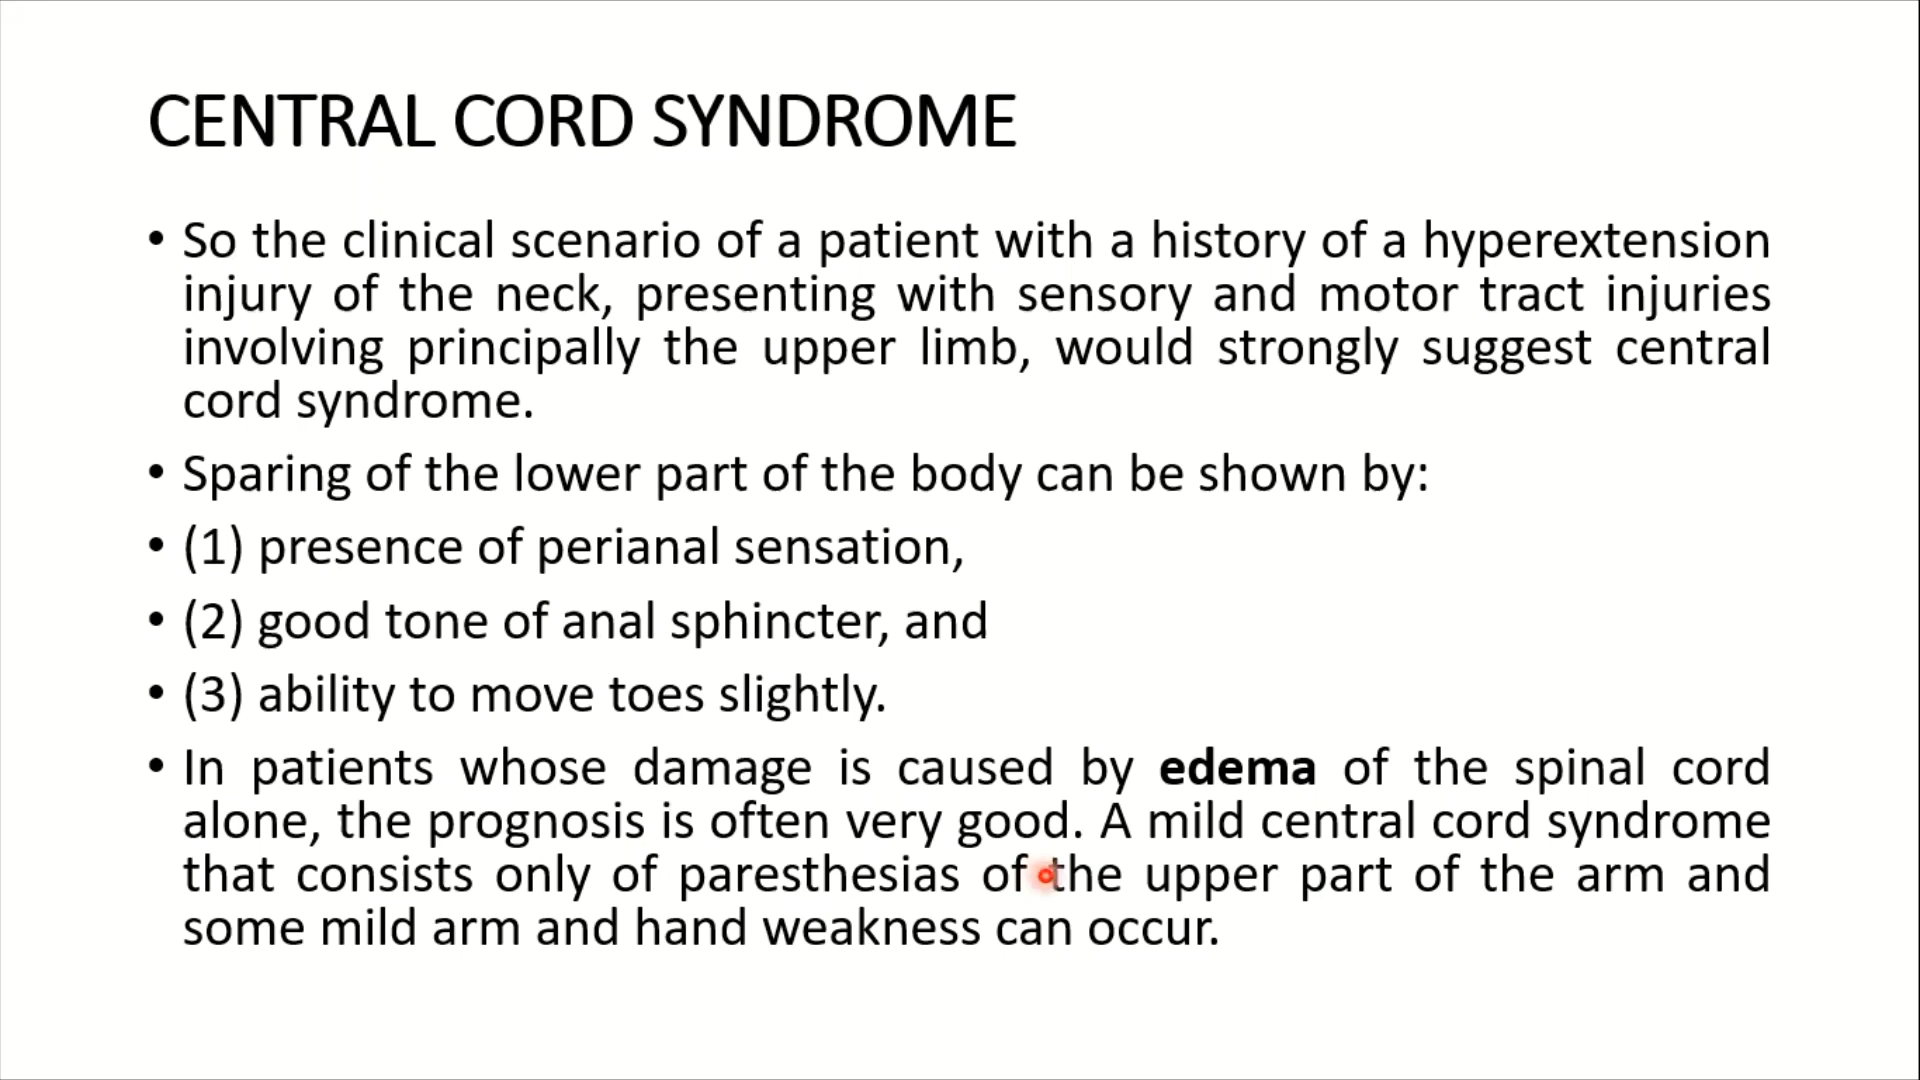 CENTRAL CORD SYNDROME
• So the clinical scenario of a patient with a history of a hyperextension
injury of the neck, presenting with sensory and motor tract injuries
involving principally the upper limb, would strongly suggest central
cord syndrome.
• Sparing of the lower part of the body can be shown by:
• (1) presence of perianal sensation,
• (2) good tone of anal sphincter, and
• (3) ability to move toes slightly.
• In patients whose damage is caused by edema of the spinal cord
alone, the prognosis is often very good. A mild central cord syndrome
that consists only of paresthesias of the upper part of the arm and
some mild arm and hand weakness can occur.